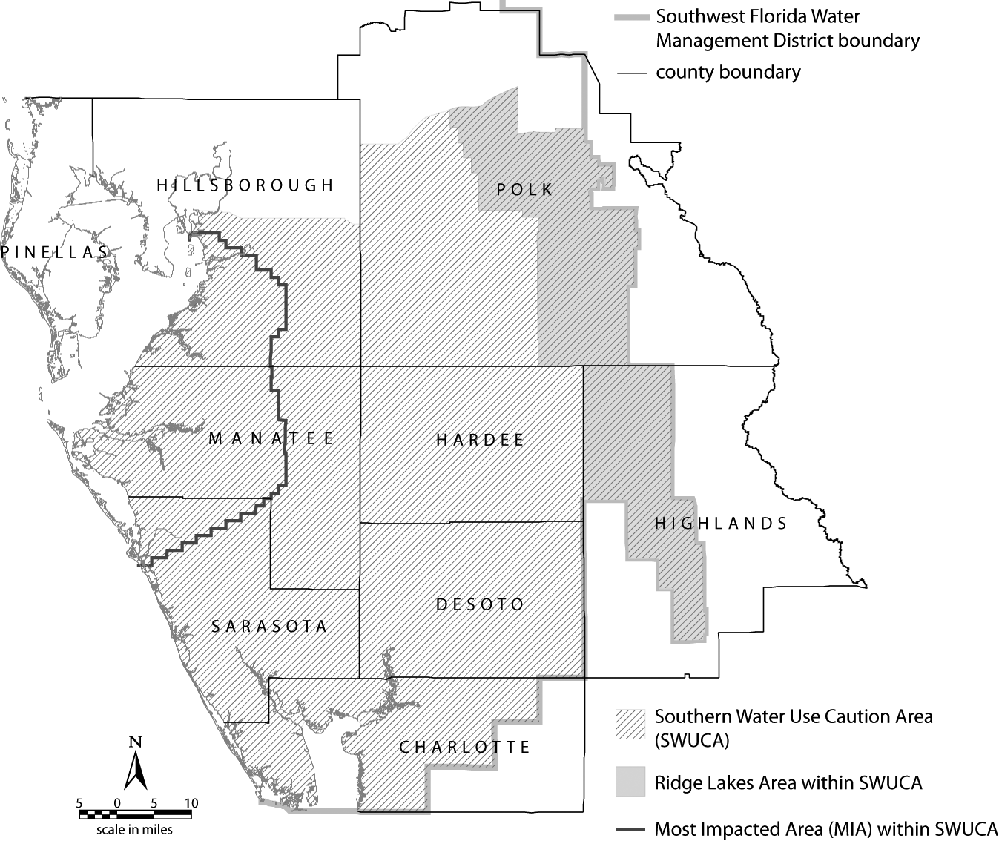 Southwest Florida Water
Management District boundary
county boundary
HILLSBOROUGH
POLK
PINELLAS
MANATEE
HARDEE
HIGHLANDS
DESOTO
SARASOTA
CHARLOTTE
Southern Water Use Caution Area
(SWUCA)
Ridge Lakes Area within SWUCA
Most Impacted Area (MIA) within SWUCA
N
5 0 5 10
scale in miles